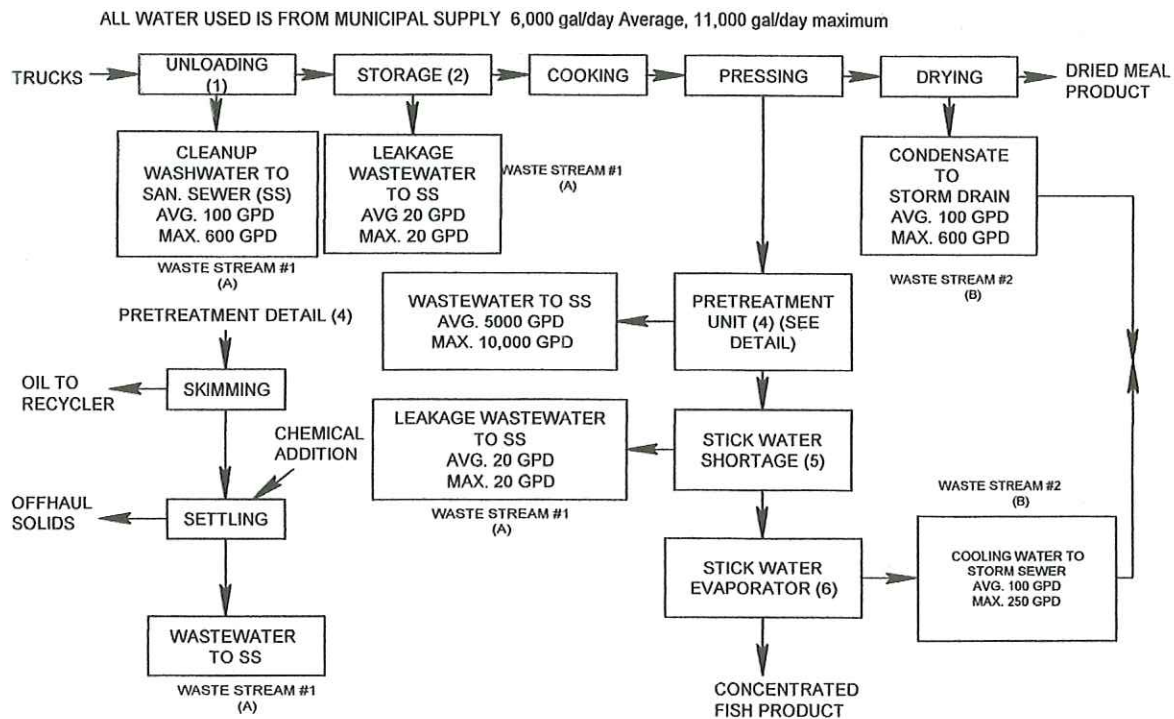 ALL WATER USED IS FROM MUNICIPAL SUPPLY 6,000 gal/day Average, 11,000 gal/day maximum
TRUCKS
UNLOADING
(1)
STORAGE (2)
COOKING
PRESSING
DRYING
DRIED MEAL
PRODUCT
CLEANUP
WASHWATER TO
SAN. SEWER (SS)
AVG. 100 GPD
MAX. 600 GPD
WASTE STREAM #1
(A)
LEAKAGE
WASTEWATER
TO SS
AVG 20 GPD
MAX. 20 GPD
WASTE STREAM #1
(A)
CONDENSATE
TO
STORM DRAIN
AVG. 100 GPD
MAX. 600 GPD
WASTE STREAM #2
(B)
WASTEWATER TO SS
AVG. 5000 GPD
MAX. 10,000 GPD
PRETREATMENT
UNIT (4) (SEE
DETAIL)
PRETREATMENT DETAIL (4)
OIL TO
RECYCLER
SKIMMING
CHEMICAL
ADDITION
OFFHAUL
SOLIDS
SETTLING
WASTEWATER
TO SS
WASTE STREAM #1
(A)
LEAKAGE WASTEWATER
TO SS
AVG. 20 GPD
MAX. 20 GPD
WASTE STREAM #1
(A)
STICK WATER
SHORTAGE (5)
STICK WATER
EVAPORATOR (6)
WASTE STREAM #2
(B)
COOLING WATER TO
STORM SEWER
AVG. 100 GPD
MAX. 250 GPD
CONCENTRATED
FISH PRODUCT